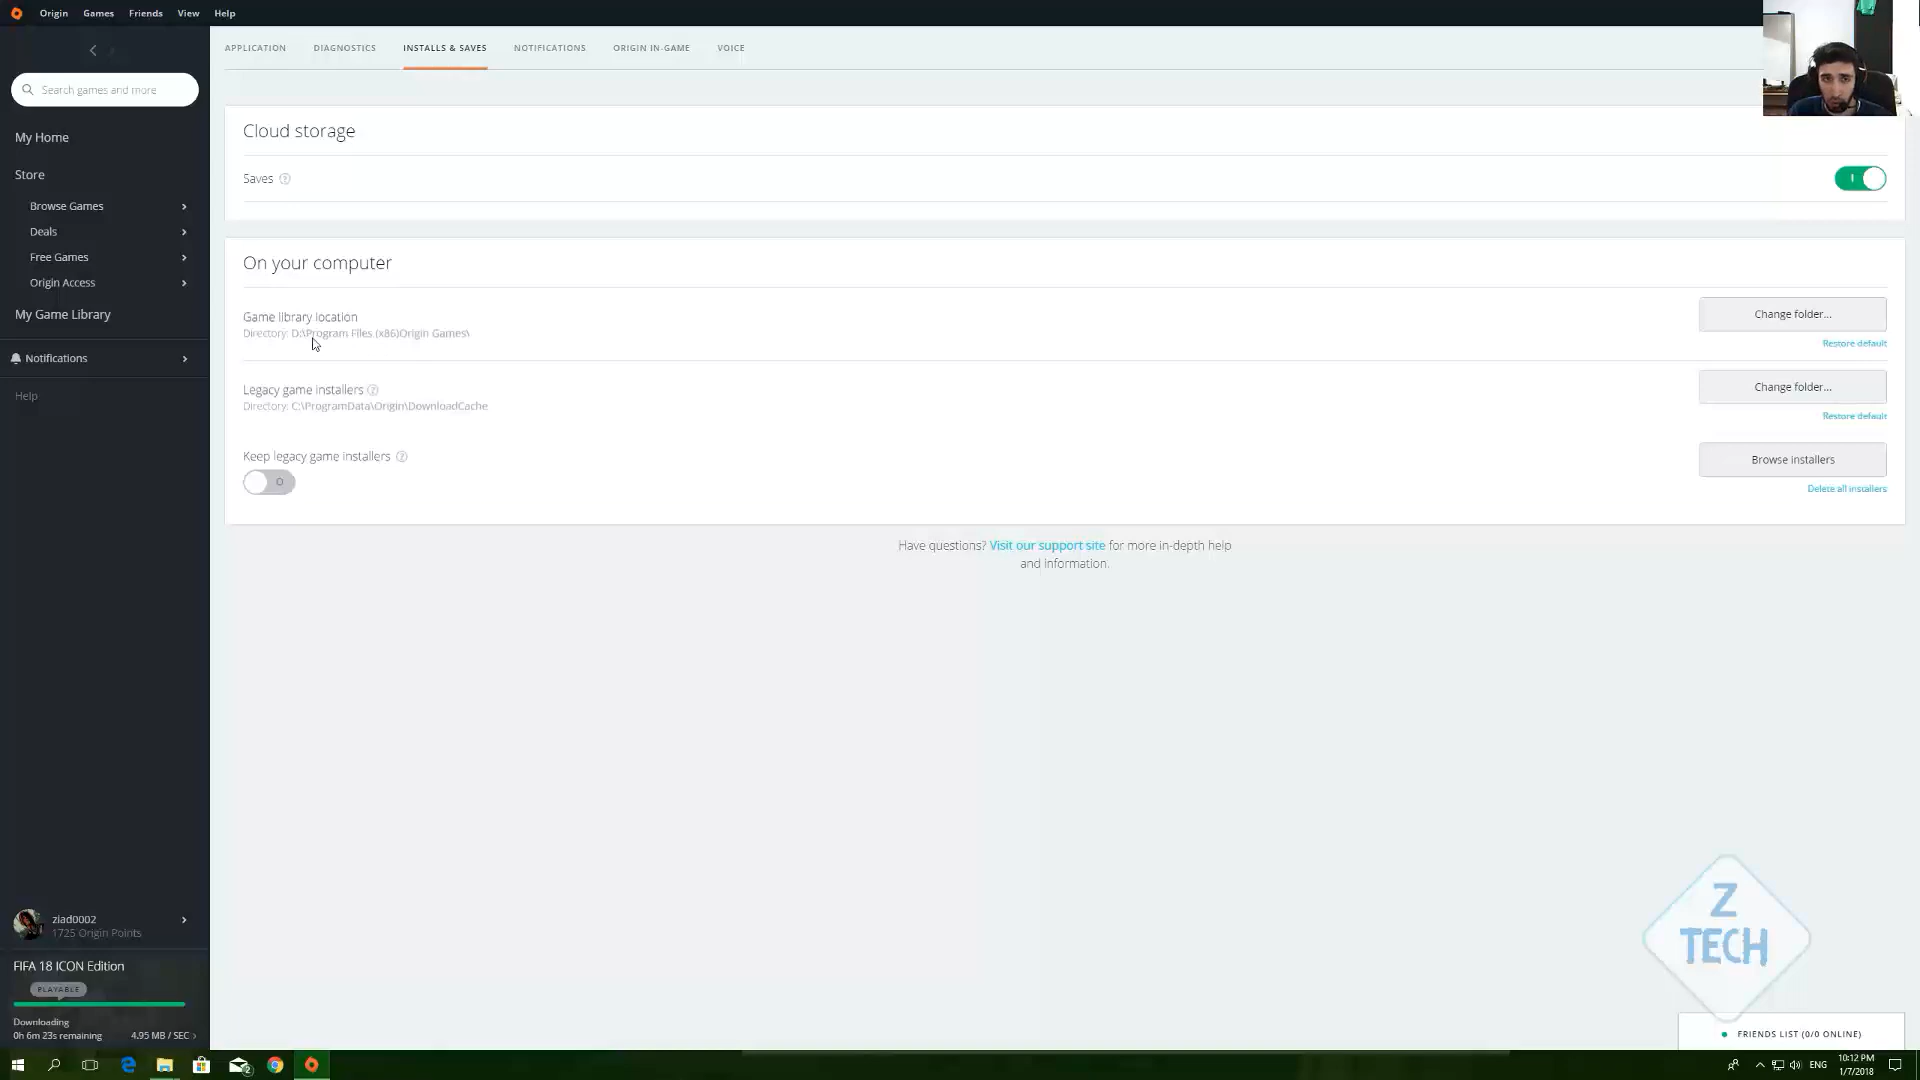 Origin Games Friends View Help
Search games and more
My Home
Store
Browse Games
Deals
Free Games
Origin Access
My Game Library
Notifications
Help
ziad0002
1725 Origin Points
FIFA 18 ICON Edition
PLAYABLE
Downloading
0h 6m 23s remaining 4.95 MB / SEC
APPLICATION DIAGNOSTICS INSTALLS & SAVES NOTIFICATIONS ORIGIN IN-GAME VOICE
Cloud storage
Saves
On your computer
Game library location
Directory: D:\Program Files (x86)Origin Games\
Change folder...
Restore default
Legacy game installers
Directory: C:\ProgramData\Origin\DownloadCache
Change folder...
Restore default
Keep legacy game installers
Browse installers
Delete all installers
Have questions? Visit our support site for more in-depth help
and information.
Z
TECH
FRIENDS LIST (0/0 ONLINE)
ENG
10:12 PM
1/7/2018